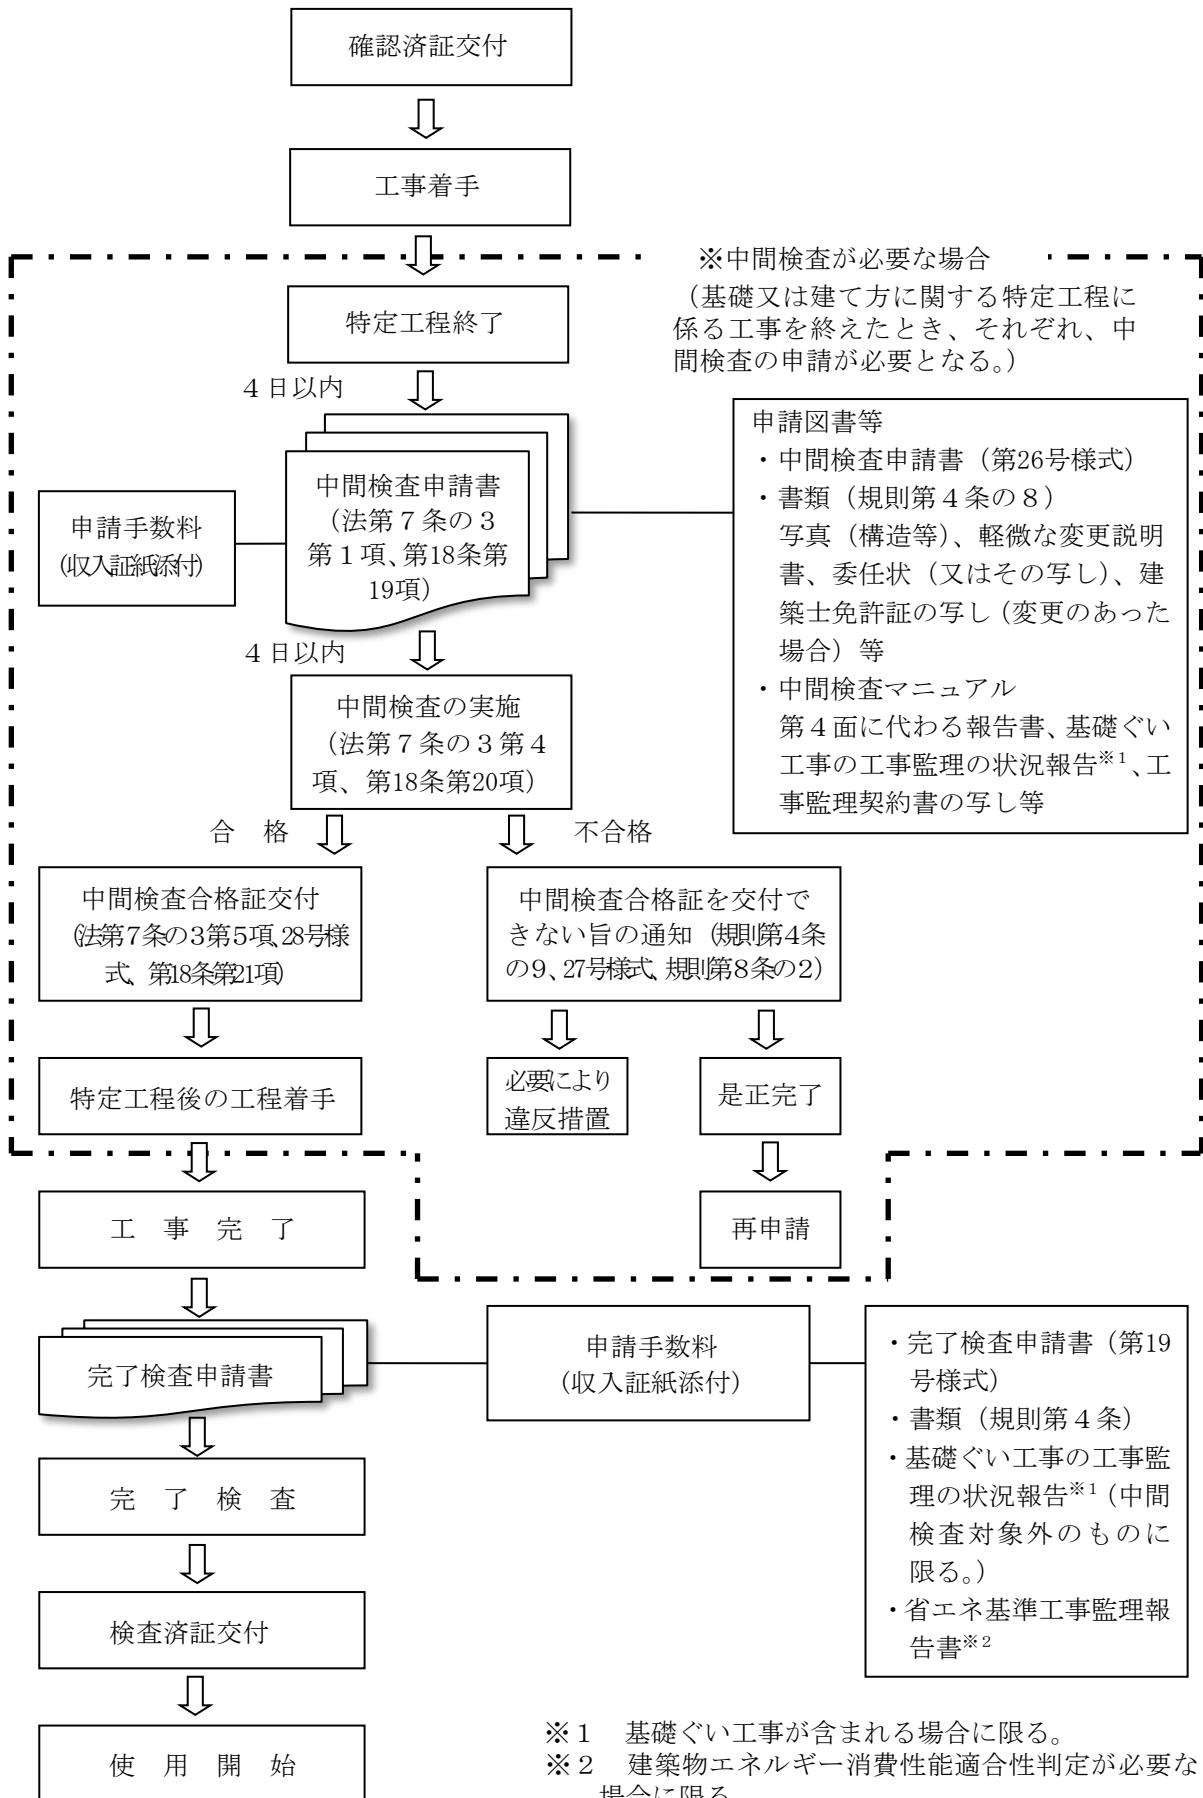 確認済証交付
工事着手
※中間検査が必要な場合
（基礎又は建て方に関する特定工程に
係る工事を終えたとき、それぞれ、中
間検査の申請が必要となる。）
特定工程終了
４日以内
中間検査申請書
（法第７条の３
第１項、第18条第
19項）
申請手数料
（収入証紙添付）
申請図書等
・中間検査申請書（第26号様式）
・書類（規則第４条の８）
写真（構造等）、軽微な変更説明
書、委任状（又はその写し）、建
築士免許証の写し（変更のあった
場合）等
・中間検査マニュアル
第４面に代わる報告書、基礎ぐい
工事の工事監理の状況報告※1、工
事監理契約書の写し等
４日以内
中間検査の実施
（法第７条の３第４
項、第18条第20項）
合　格
不合格
中間検査合格証交付
（法第７条の３第５項、28号様
式、第18条第21項）
中間検査合格証を交付で
きない旨の通知（規則第４条
の９、27号様式、規則第８条の２）
特定工程後の工程着手
必要により
違反措置
是正完了
再申請
工　事　完　了
完了検査申請書
申請手数料
（収入証紙添付）
・完了検査申請書（第19
号様式）
・書類（規則第４条）
・基礎ぐい工事の工事監
理の状況報告※1（中間
検査対象外のものに
限る。）
・省エネ基準工事監理報
告書※2
完　了　検　査
検査済証交付
使　用　開　始
※１　基礎ぐい工事が含まれる場合に限る。
※２　建築物エネルギー消費性能適合性判定が必要な
場合に限る